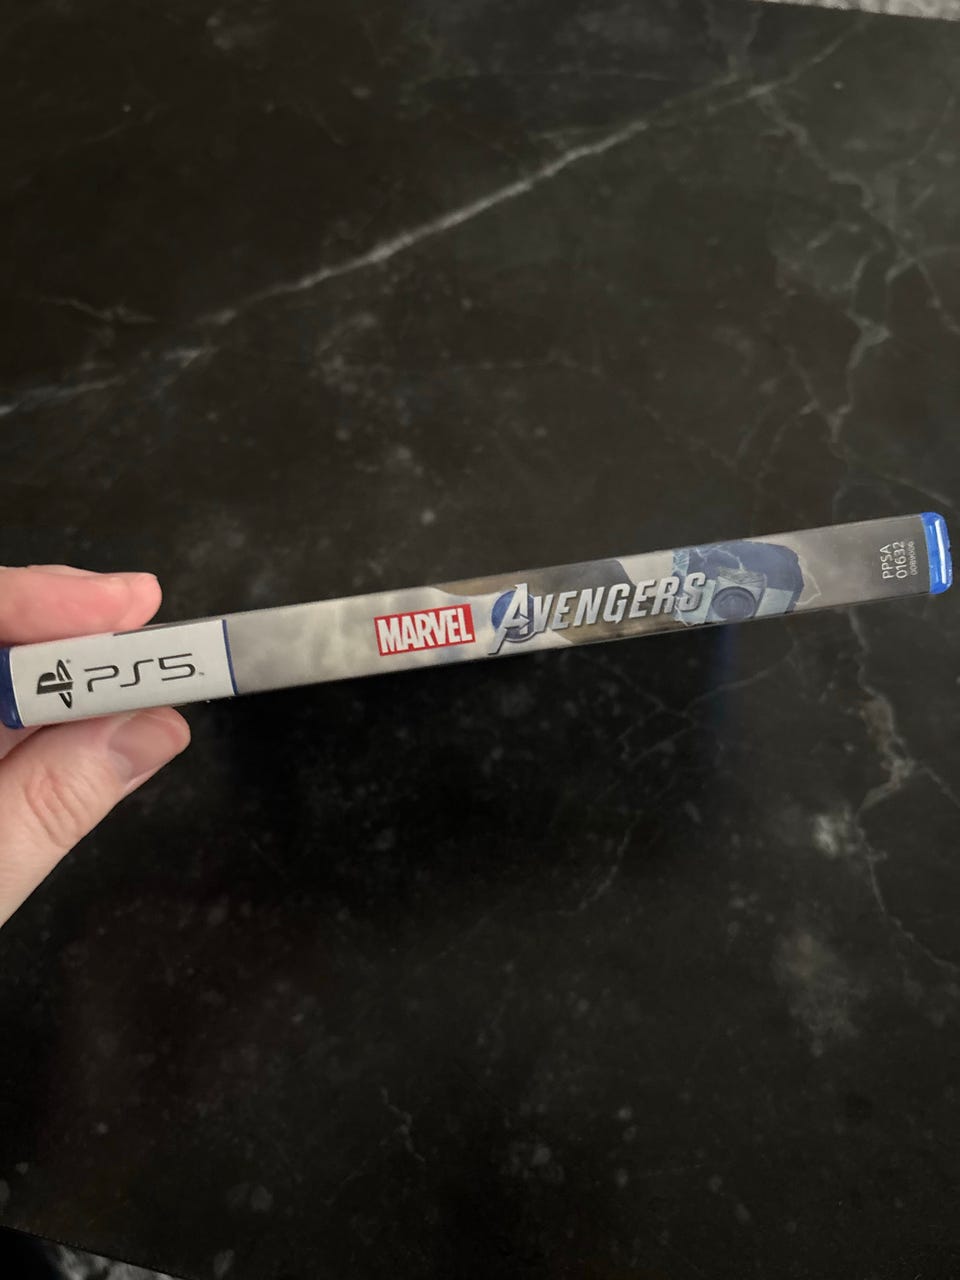 PS5
MARVEL
AVENGERS
PPSA
01632